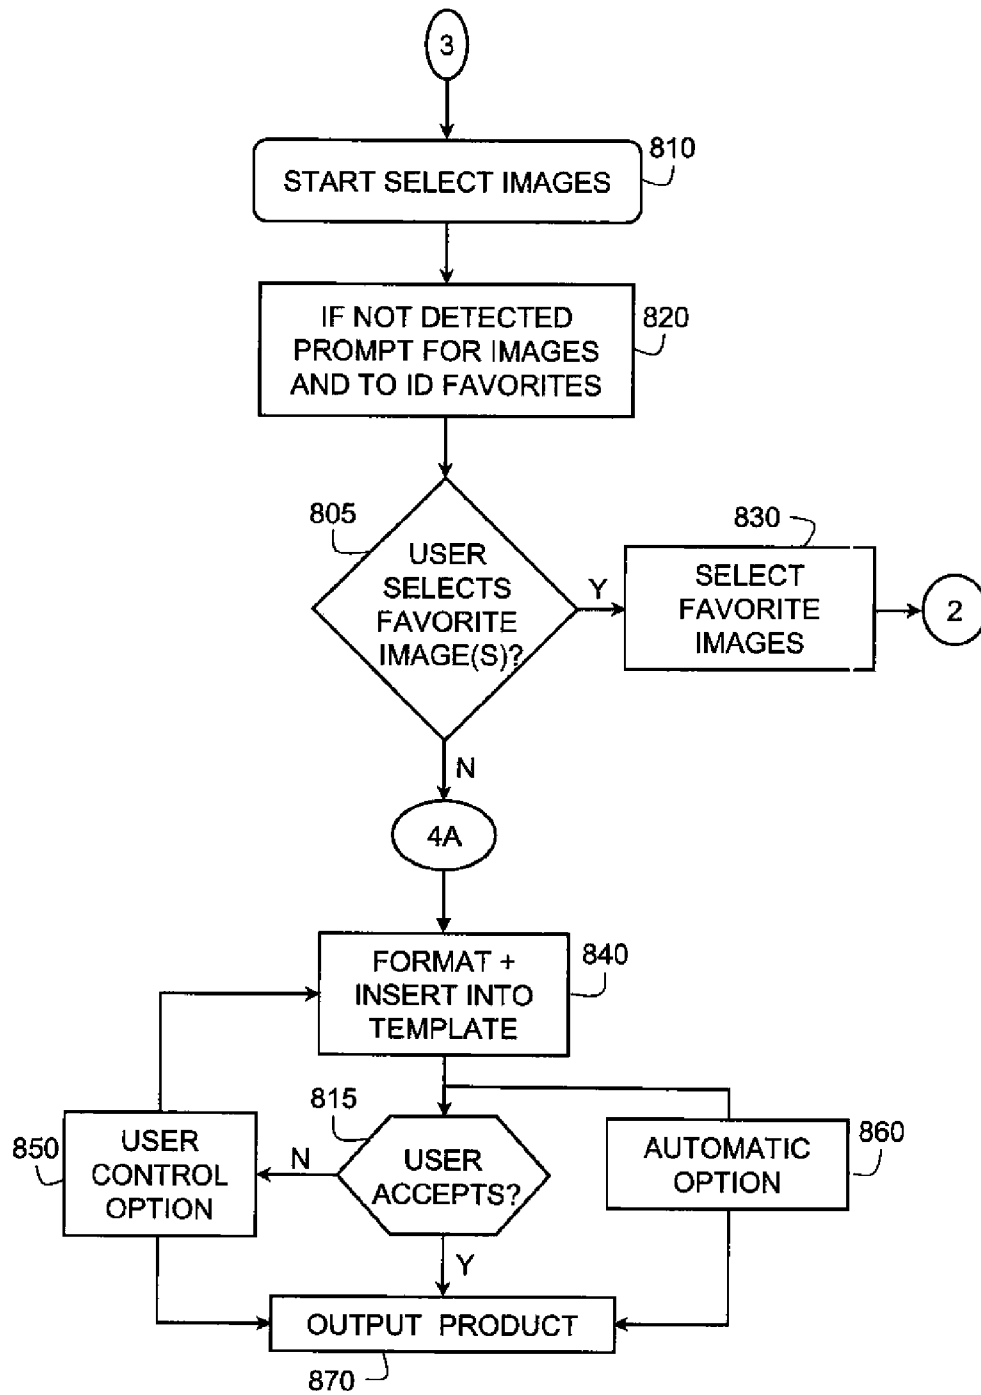 3
START SELECT IMAGES
810
IF NOT DETECTED
PROMPT FOR IMAGES
AND TO ID FAVORITES
820
805
USER
SELECTS
FAVORITE
IMAGE(S)?
Y
830
SELECT
FAVORITE
IMAGES
2
N
4A
FORMAT +
INSERT INTO
TEMPLATE
840
815
USER
ACCEPTS?
N
850
USER
CONTROL
OPTION
AUTOMATIC
OPTION
860
Y
OUTPUT PRODUCT
870